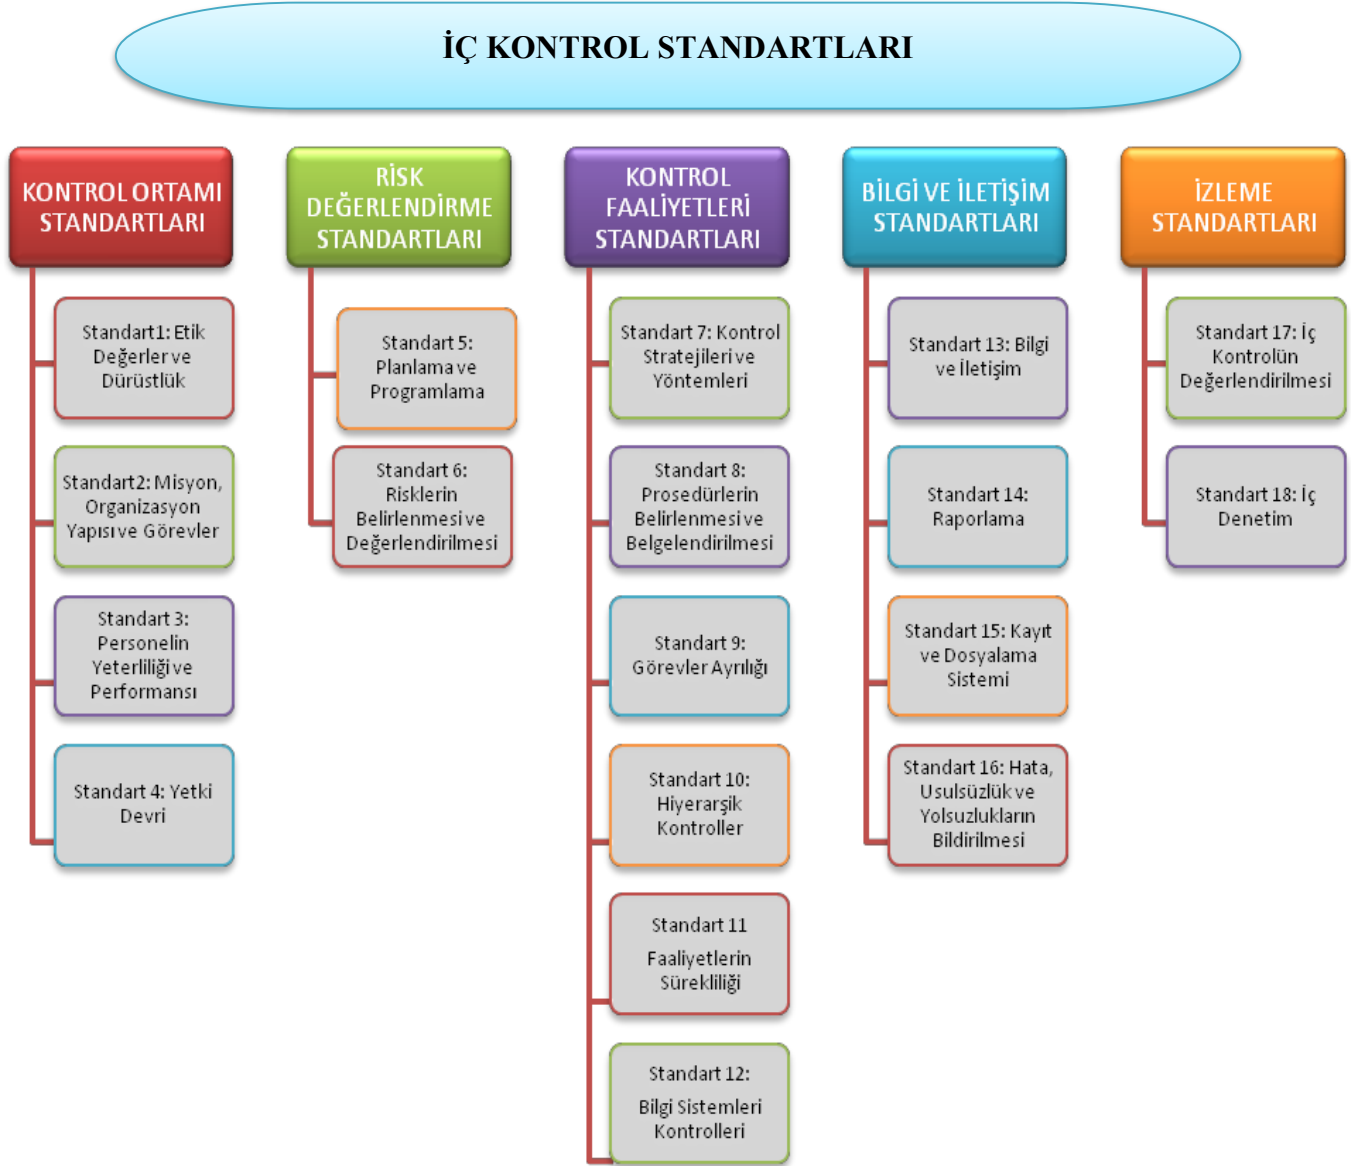 İÇ KONTROL STANDARTLARI
KONTROL ORTAMI
STANDARTLARI
Standart1: Etik
Değerler ve
Dürüstlük
Standart2: Misyon,
Organizasyon
Yapısı ve Görevler
Standart 3:
Personelin
Yeterliliği ve
Performansı
Standart 4: Yetki
Devri
RİSK
DEĞERLENDİRME
STANDARTLARI
Standart 5:
Planlama ve
Programlama
Standart 6:
Risklerin
Belirlenmesi ve
Değerlendirilmesi
KONTROL
FAALİYETLERİ
STANDARTLARI
Standart 7: Kontrol
Stratejileri ve
Yöntemleri
Standart 8:
Prosedürlerin
Belirlenmesi ve
Belgelendirilmesi
Standart 9:
Görevler Ayrılığı
Standart 10:
Hiyerarşik
Kontroller
Standart 11
Faaliyetlerin
Sürekliliği
Standart 12:
Bilgi Sistemleri
Kontrolleri
BİLGİ VE İLETİŞİM
STANDARTLARI
Standart 13: Bilgi
ve İletişim
Standart 14:
Raporlama
Standart 15: Kayıt
ve Dosyalama
Sistemi
Standart 16: Hata,
Usulsüzlük ve
Yolsuzlukların
Bildirilmesi
İZLEME
STANDARTLARI
Standart 17: İç
Kontrolün
Değerlendirilmesi
Standart 18: İç
Denetim